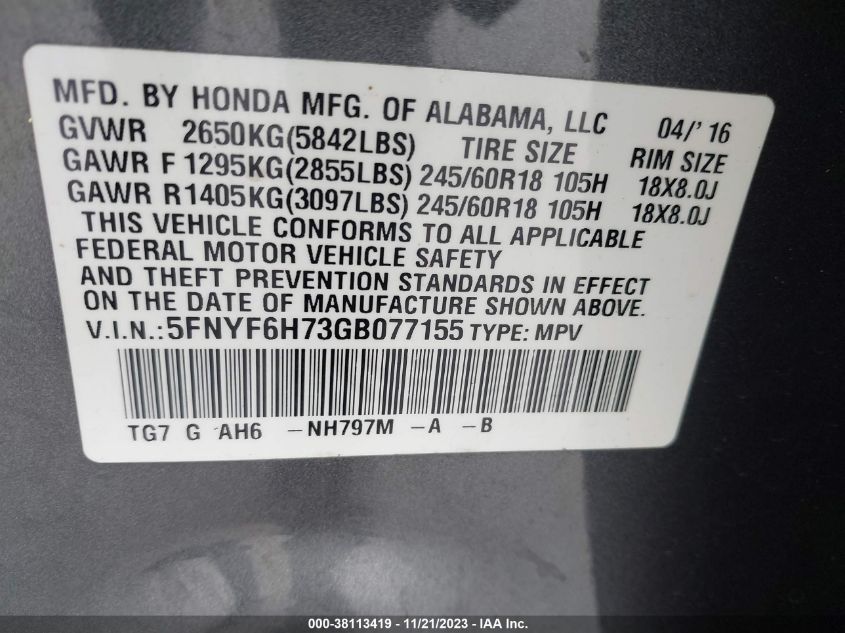 MFD. BY HONDA MFG. OF ALABAMA, LLC 04/'16
GVWR 2650KG(5842LBS) TIRE SIZE RIM SIZE
GAWR F 1295KG(2855LBS) 245/60R18 105H 18X8.0J
GAWR R 1405KG(3097LBS) 245/60R18 105H 18X8.0J
THIS VEHICLE CONFORMS TO ALL APPLICABLE
FEDERAL MOTOR VEHICLE SAFETY
AND THEFT PREVENTION STANDARDS IN EFFECT
ON THE DATE OF MANUFACTURE SHOWN ABOVE.
V.I.N.:5FNYF6H73GB077155 TYPE: MPV
TG7 G AH6 -NH797M -A -B
000-38113419 - 11/21/2023 - IAA Inc.